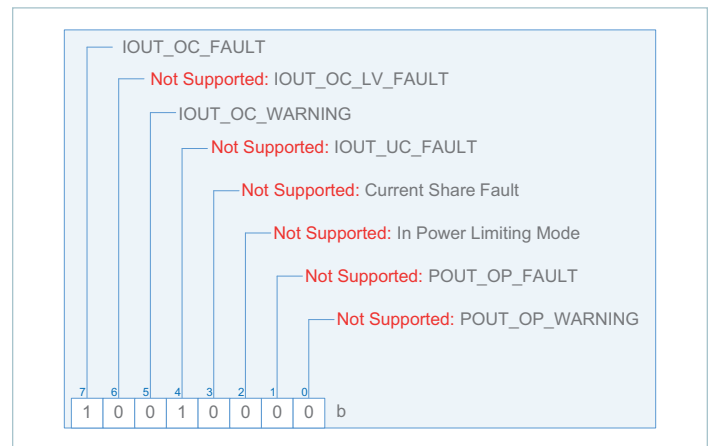 IOUT_OC_FAULT
Not Supported: IOUT_OC_LV_FAULT
IOUT_OC_WARNING
Not Supported: IOUT_UC_FAULT
Not Supported: Current Share Fault
Not Supported: In Power Limiting Mode
Not Supported: POUT_OP_FAULT
Not Supported: POUT_OP_WARNING
7 6 5 4 3 2 1 0
1 0 0 1 0 0 0 0 b